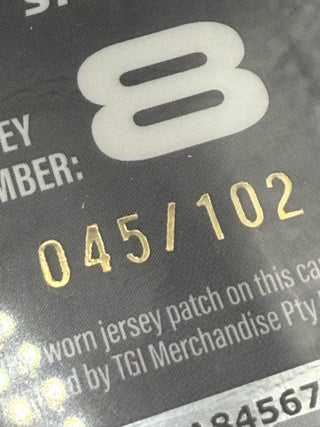 8
EY
MBER:
045/102
worn jersey patch on this ca
d by TGI Merchandise Pty
84567